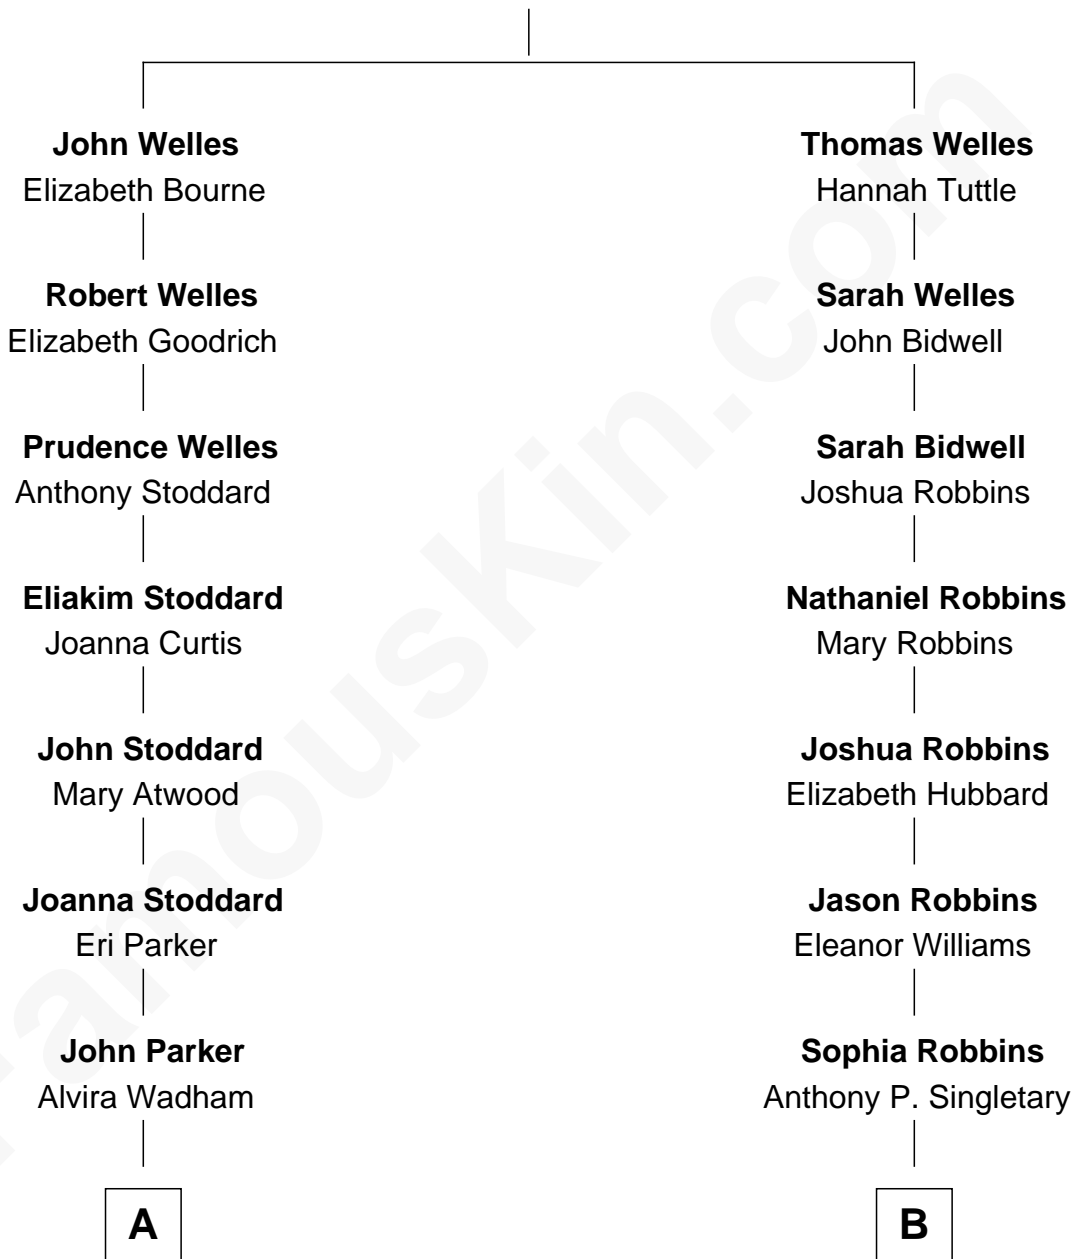 John Welles
Elizabeth Bourne
Thomas Welles
Hannah Tuttle
Robert Welles
Elizabeth Goodrich
Sarah Welles
John Bidwell
Prudence Welles
Anthony Stoddard
Sarah Bidwell
Joshua Robbins
Eliakim Stoddard
Joanna Curtis
Nathaniel Robbins
Mary Robbins
John Stoddard
Mary Atwood
Joshua Robbins
Elizabeth Hubbard
Joanna Stoddard
Eri Parker
Jason Robbins
Eleanor Williams
John Parker
Alvira Wadham
Sophia Robbins
Anthony P. Singletary
A
B
FamousKin.com